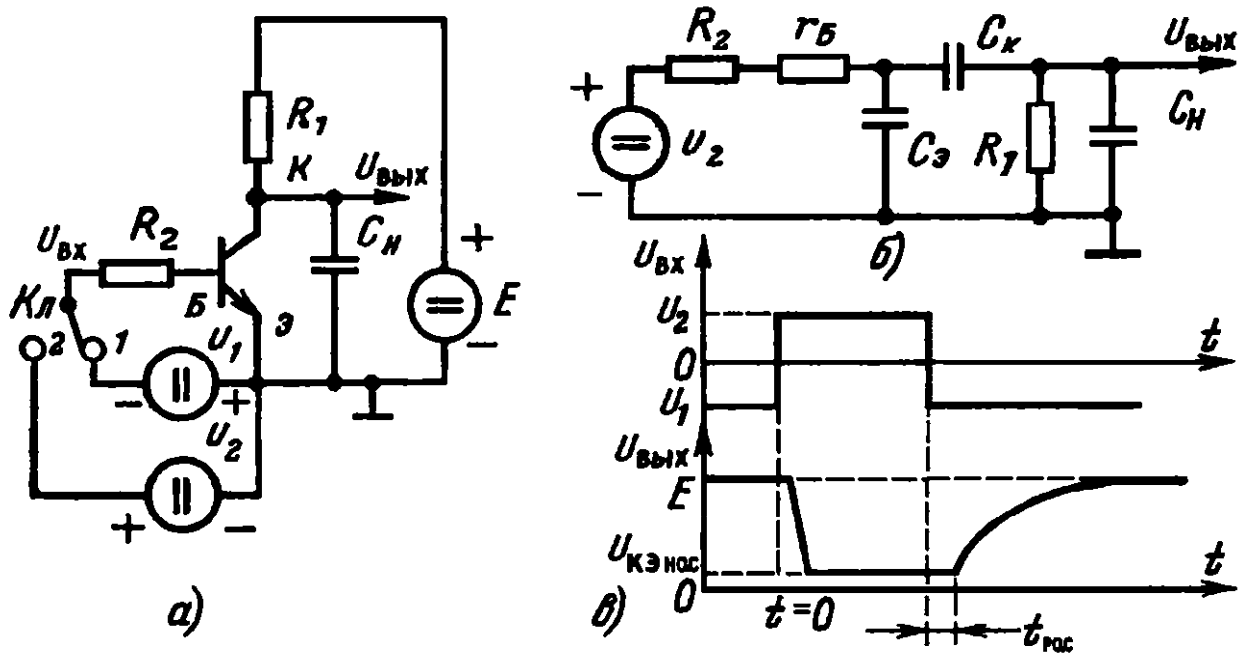 R₁
К
Uвых
Uвх
R₂
Cн
+
Кл
Б
Э
E
2
1
U₁
−
−
+
U₂
+
−
а)
R₂
rБ
Cк
Uвых
+
U₂
Cэ
R₁
Cн
−
б)
Uвх
U₂
0
t
U₁
Uвых
E
Uкэ нас
0
t
t=0
tрас
в)